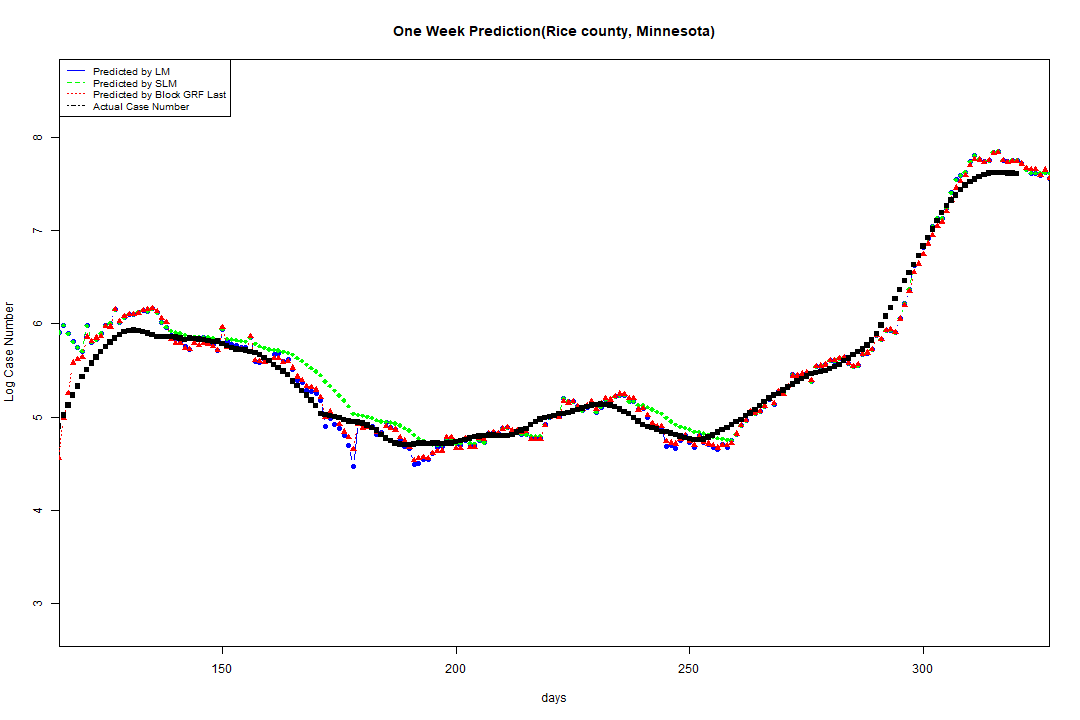 One Week Prediction(Rice county, Minnesota)
Predicted by LM
Predicted by SLM
Predicted by Block GRF Last
Actual Case Number
8
7
6
5
4
3
Log Case Number
150 200 250 300
days